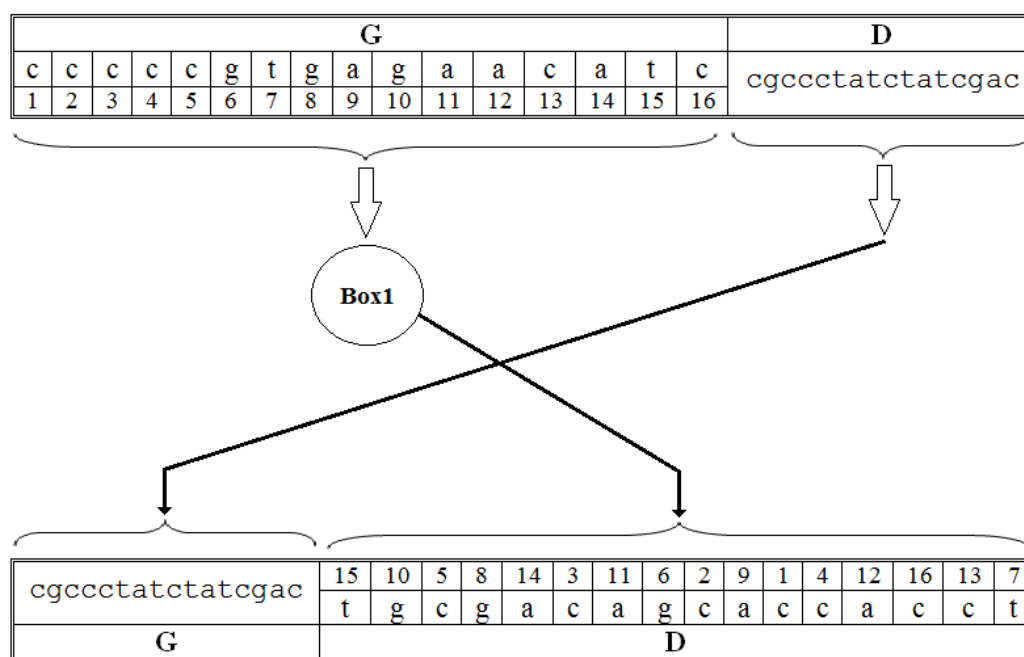 G D
c c c c c g t g a g a a c a t c
cgccctatctatcgac
1 2 3 4 5 6 7 8 9 10 11 12 13 14 15 16
Box1
15 10 5 8 14 3 11 6 2 9 1 4 12 16 13 7
cgccctatctatcgac
t g c g a c a g c a c c a c c t
G D